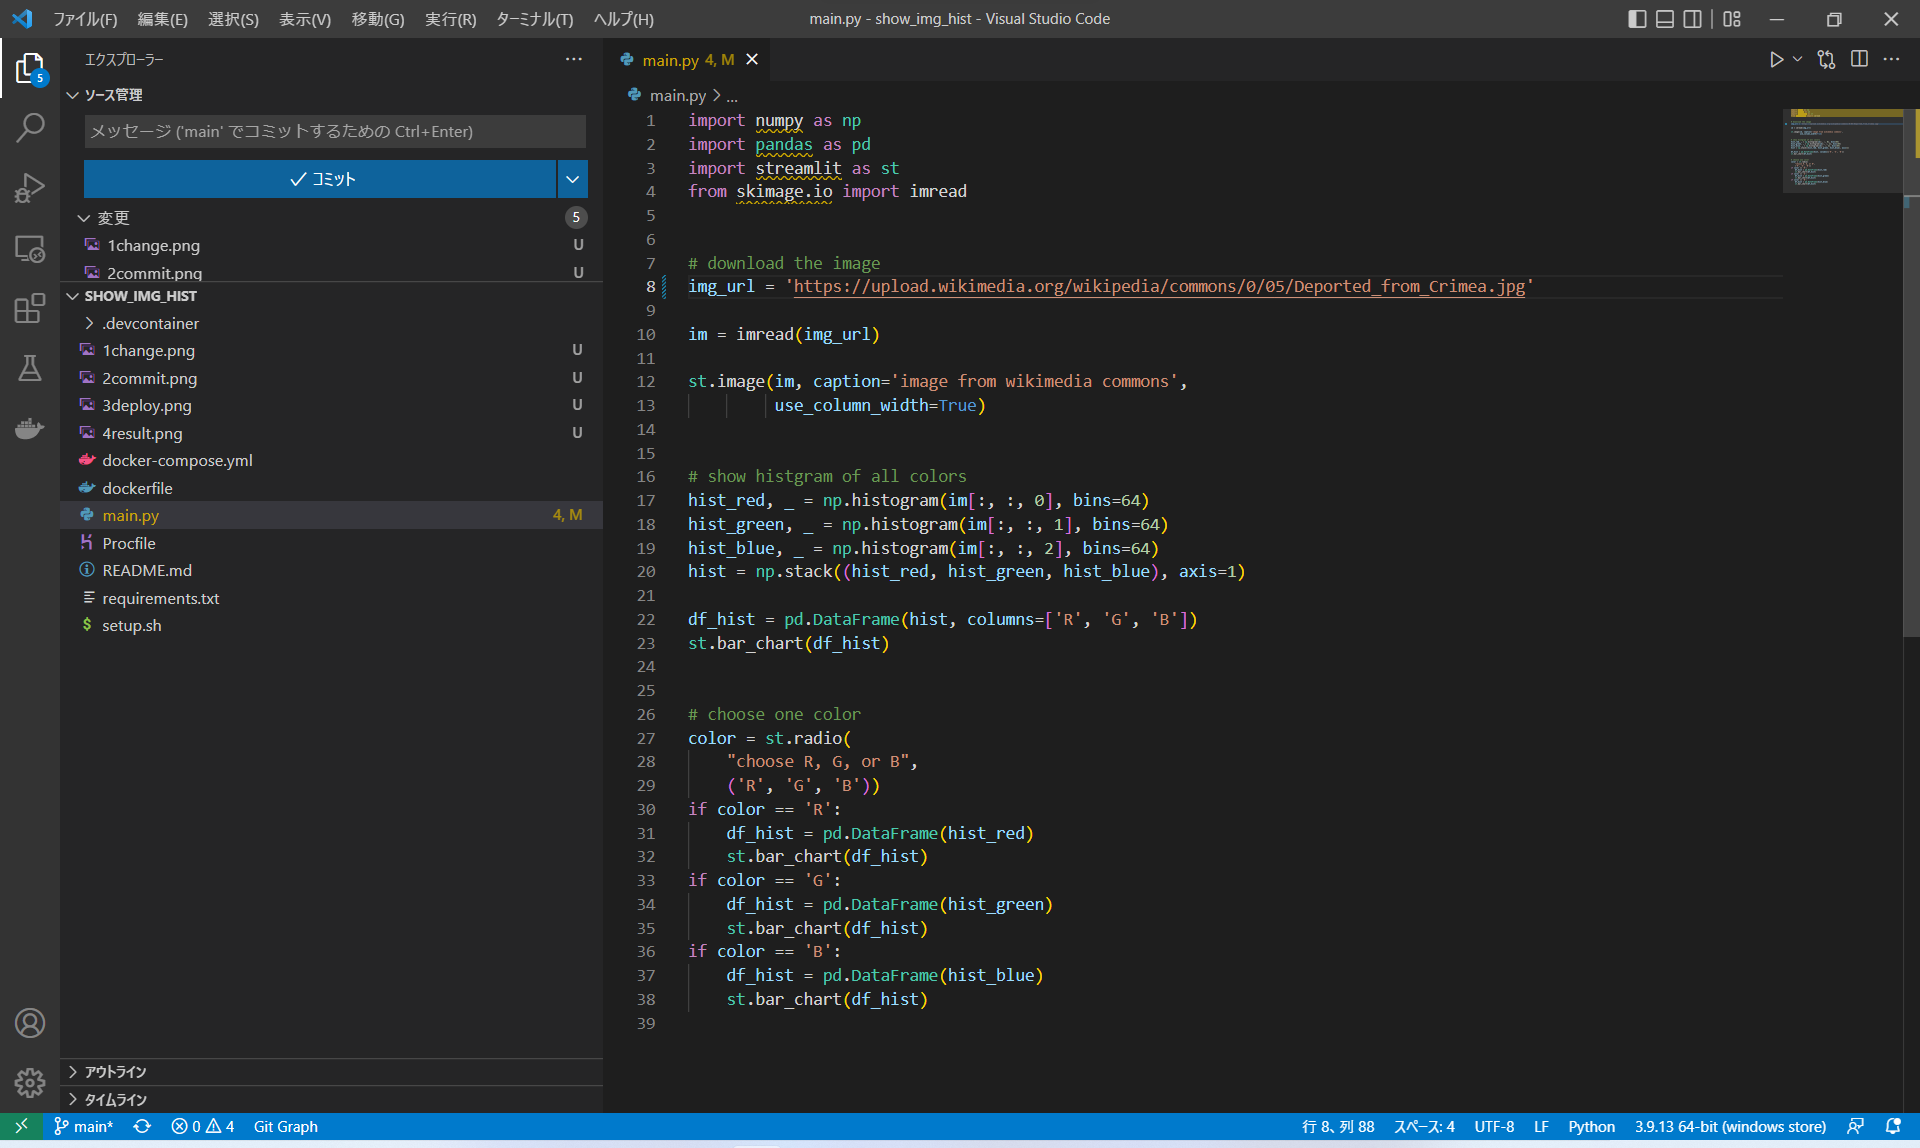 ファイル(F) 編集(E) 選択(S) 表示(V) 移動(G) 実行(R) ターミナル(T) ヘルプ(H)
main.py - show_img_hist - Visual Studio Code
5
エクスプローラー
ソース管理
メッセージ ('main' でコミットするための Ctrl+Enter)
コミット
変更 5
1change.png U
2commit.png U
SHOW_IMG_HIST
.devcontainer
1change.png U
2commit.png U
3deploy.png U
4result.png U
docker-compose.yml
dockerfile
main.py 4, M
Procfile
README.md
requirements.txt
setup.sh
アウトライン
タイムライン
main.py 4, M
main.py > ...
1 import numpy as np
2 import pandas as pd
3 import streamlit as st
4 from skimage.io import imread
5
6
7 # download the image
8 img_url = 'https://upload.wikimedia.org/wikipedia/commons/0/05/Deported_from_Crimea.jpg'
9
10 im = imread(img_url)
11
12 st.image(im, caption='image from wikimedia commons',
13 use_column_width=True)
14
15
16 # show histgram of all colors
17 hist_red, _ = np.histogram(im[:, :, 0], bins=64)
18 hist_green, _ = np.histogram(im[:, :, 1], bins=64)
19 hist_blue, _ = np.histogram(im[:, :, 2], bins=64)
20 hist = np.stack((hist_red, hist_green, hist_blue), axis=1)
21
22 df_hist = pd.DataFrame(hist, columns=['R', 'G', 'B'])
23 st.bar_chart(df_hist)
24
25
26 # choose one color
27 color = st.radio(
28 "choose R, G, or B",
29 ('R', 'G', 'B'))
30 if color == 'R':
31 df_hist = pd.DataFrame(hist_red)
32 st.bar_chart(df_hist)
33 if color == 'G':
34 df_hist = pd.DataFrame(hist_green)
35 st.bar_chart(df_hist)
36 if color == 'B':
37 df_hist = pd.DataFrame(hist_blue)
38 st.bar_chart(df_hist)
39
main* 0 4 Git Graph
行 8、列 88 スペース: 4 UTF-8 LF Python 3.9.13 64-bit (windows store)